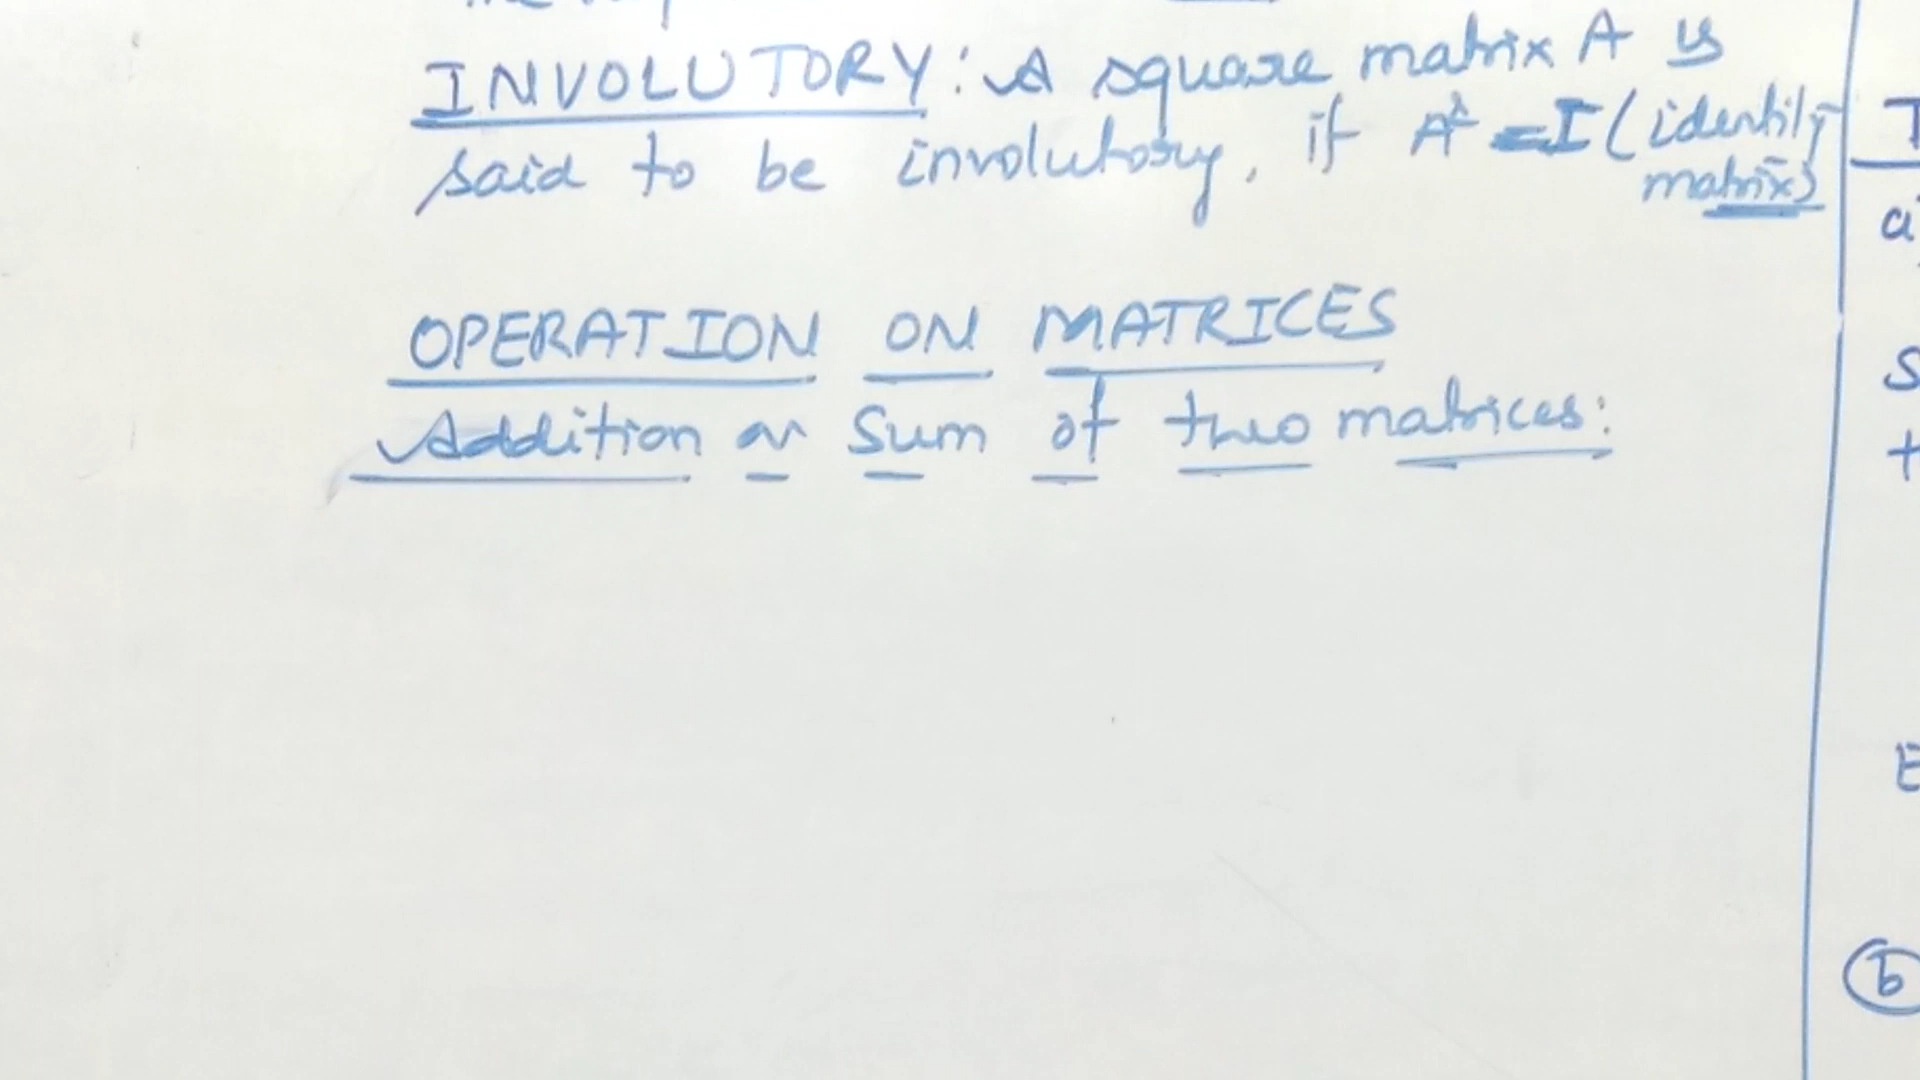 INVOLUTORY: A square matrix A is
said to be involutory, if A² = I (identity
matrix)
OPERATION ON MATRICES
Addition or Sum of two matrices:
b